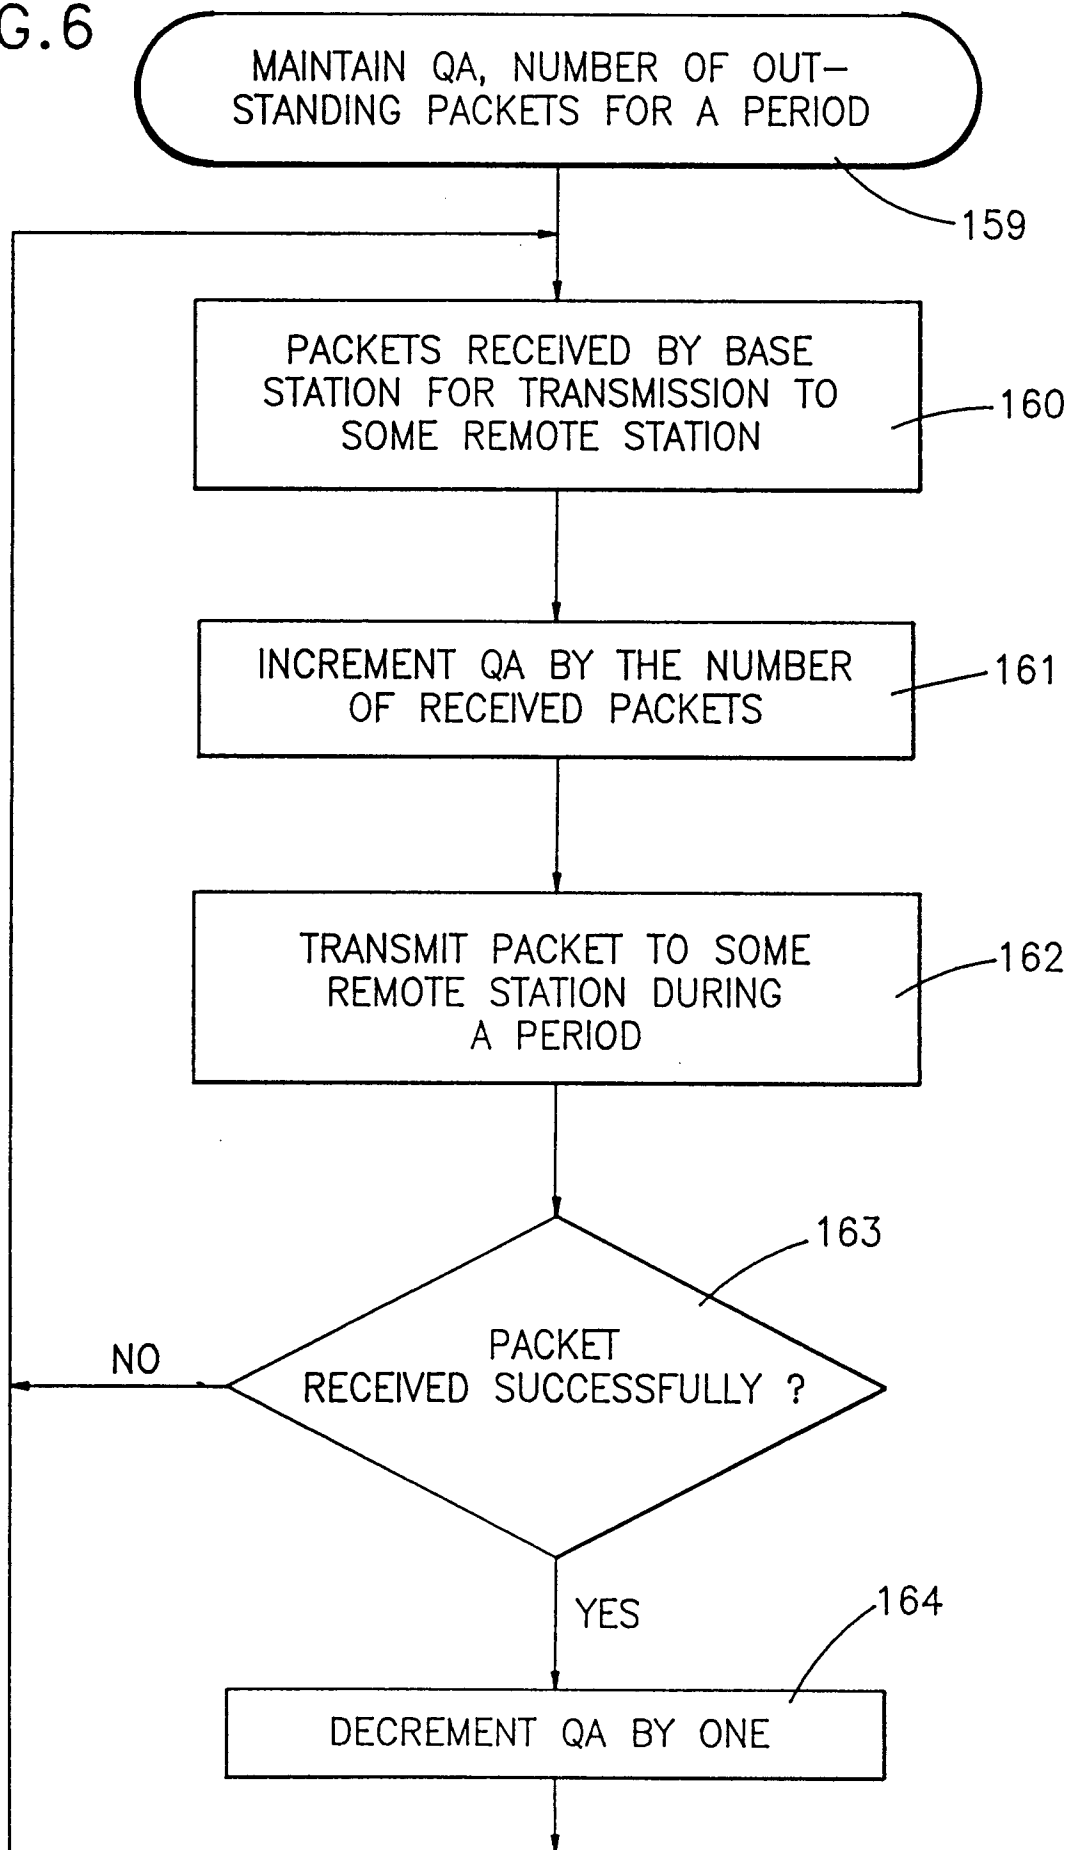 G.6
MAINTAIN QA, NUMBER OF OUT-
STANDING PACKETS FOR A PERIOD
159
PACKETS RECEIVED BY BASE
STATION FOR TRANSMISSION TO
SOME REMOTE STATION
160
INCREMENT QA BY THE NUMBER
OF RECEIVED PACKETS
161
TRANSMIT PACKET TO SOME
REMOTE STATION DURING
A PERIOD
162
163
PACKET
RECEIVED SUCCESSFULLY ?
NO
YES
164
DECREMENT QA BY ONE